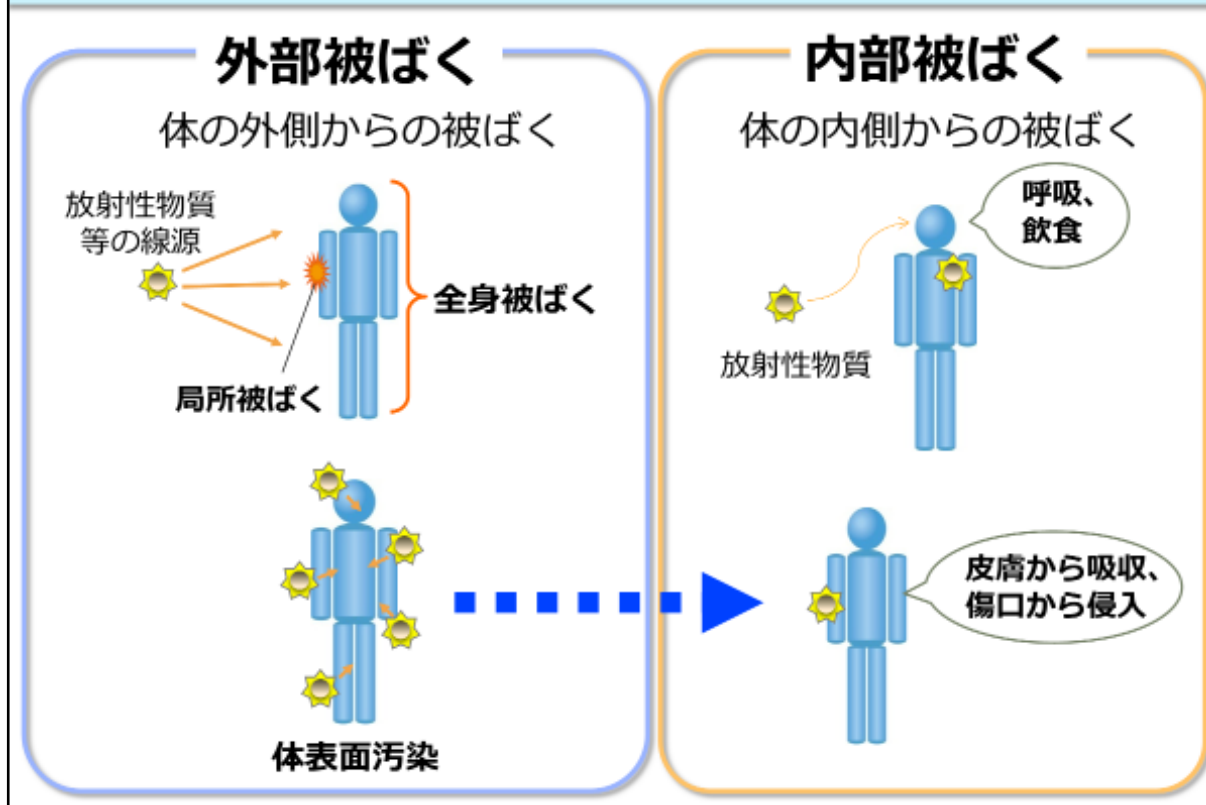 外部被ばく
体の外側からの被ばく
放射性物質
等の線源
全身被ばく
局所被ばく
体表面汚染
内部被ばく
体の内側からの被ばく
呼吸、
飲食
放射性物質
皮膚から吸収、
傷口から侵入